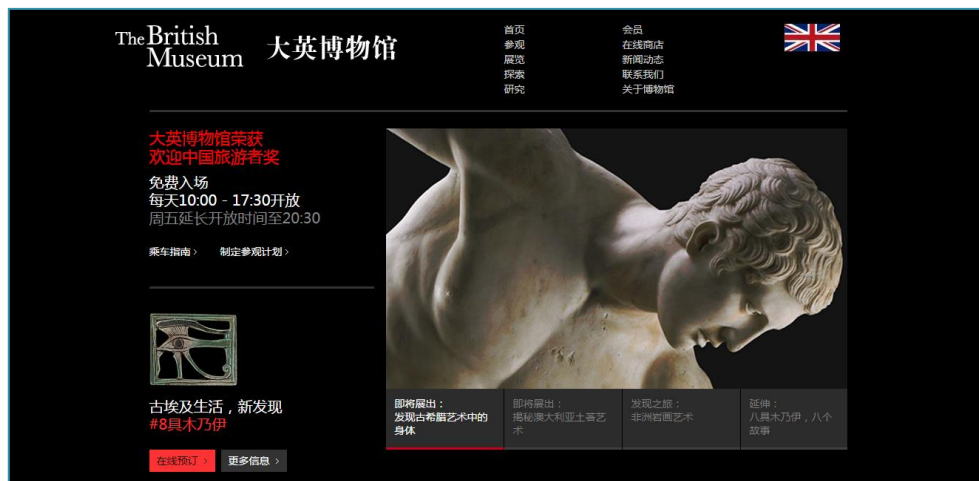 The British
Museum
大英博物馆
首页
参观
展览
探索
研究
会员
在线商店
新闻动态
联系我们
关于博物馆
大英博物馆荣获
欢迎中国旅游者奖
免费入场
每天10:00 - 17:30开放
周五延长开放时间至20:30
乘车指南 ›
制定参观计划 ›
古埃及生活，新发现
#8具木乃伊
在线预订 ›
更多信息 ›
即将展出：
发现古希腊艺术中的
身体
即将展出：
揭秘澳大利亚土著艺
术
发现之旅：
非洲岩画艺术
延伸：
八具木乃伊，八个
故事